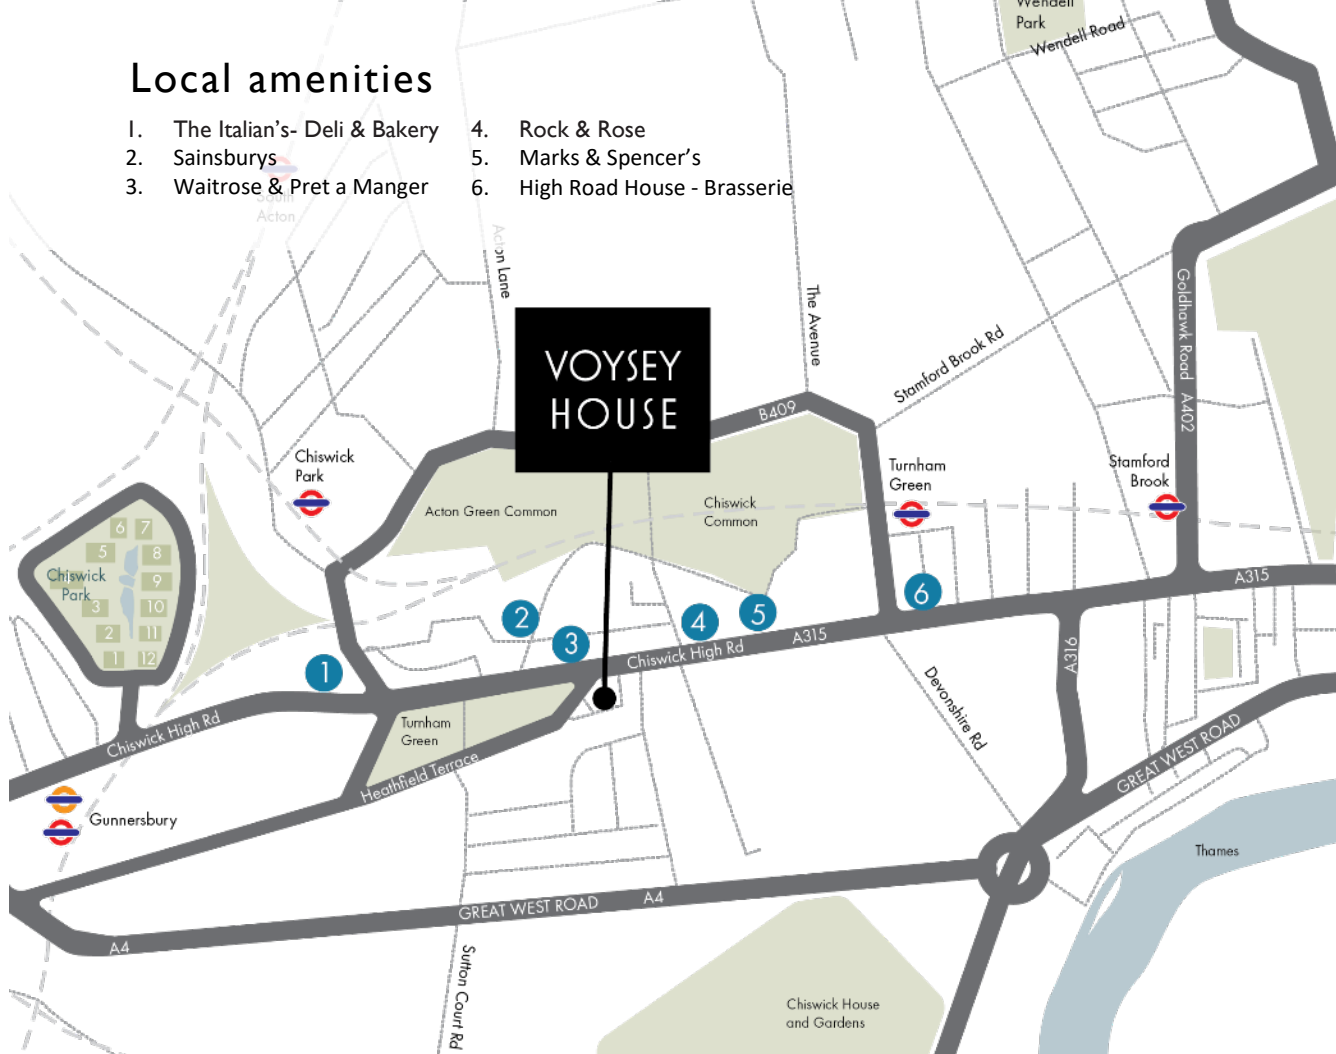 Wendell
Park
Wendell Road
Local amenities
1. The Italian's- Deli & Bakery
2. Sainsburys
3. Waitrose & Pret a Manger
4. Rock & Rose
5. Marks & Spencer's
6. High Road House - Brasserie
South
Acton
Acton Lane
The Avenue
Goldhawk Road A402
Stamford Brook Rd
VOYSEY
HOUSE
B409
Chiswick
Park
Turnham
Green
Stamford
Brook
Acton Green Common
Chiswick
Common
6 7
5 8
Chiswick
Park
9
3 10
2 11
1 12
A315
6
5
2
4
3
A315
Chiswick High Rd
1
A316
Devonshire Rd
Turnham
Green
Chiswick High Rd
Heathfield Terrace
GREAT WEST ROAD
Gunnersbury
Thames
GREAT WEST ROAD A4
A4
Sutton Court Rd
Chiswick House
and Gardens